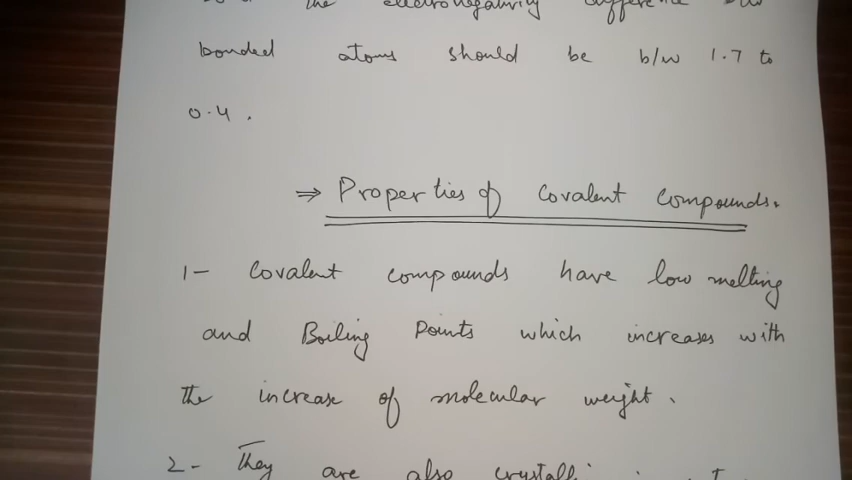 the electronegativity difference
bonded atoms should be b/w 1.7 to
0.4 .
⇒ Properties of Covalent Compounds.
1- Covalent compounds have low melting
and Boiling Points which increases with
the increase of molecular weight .
2- They are also